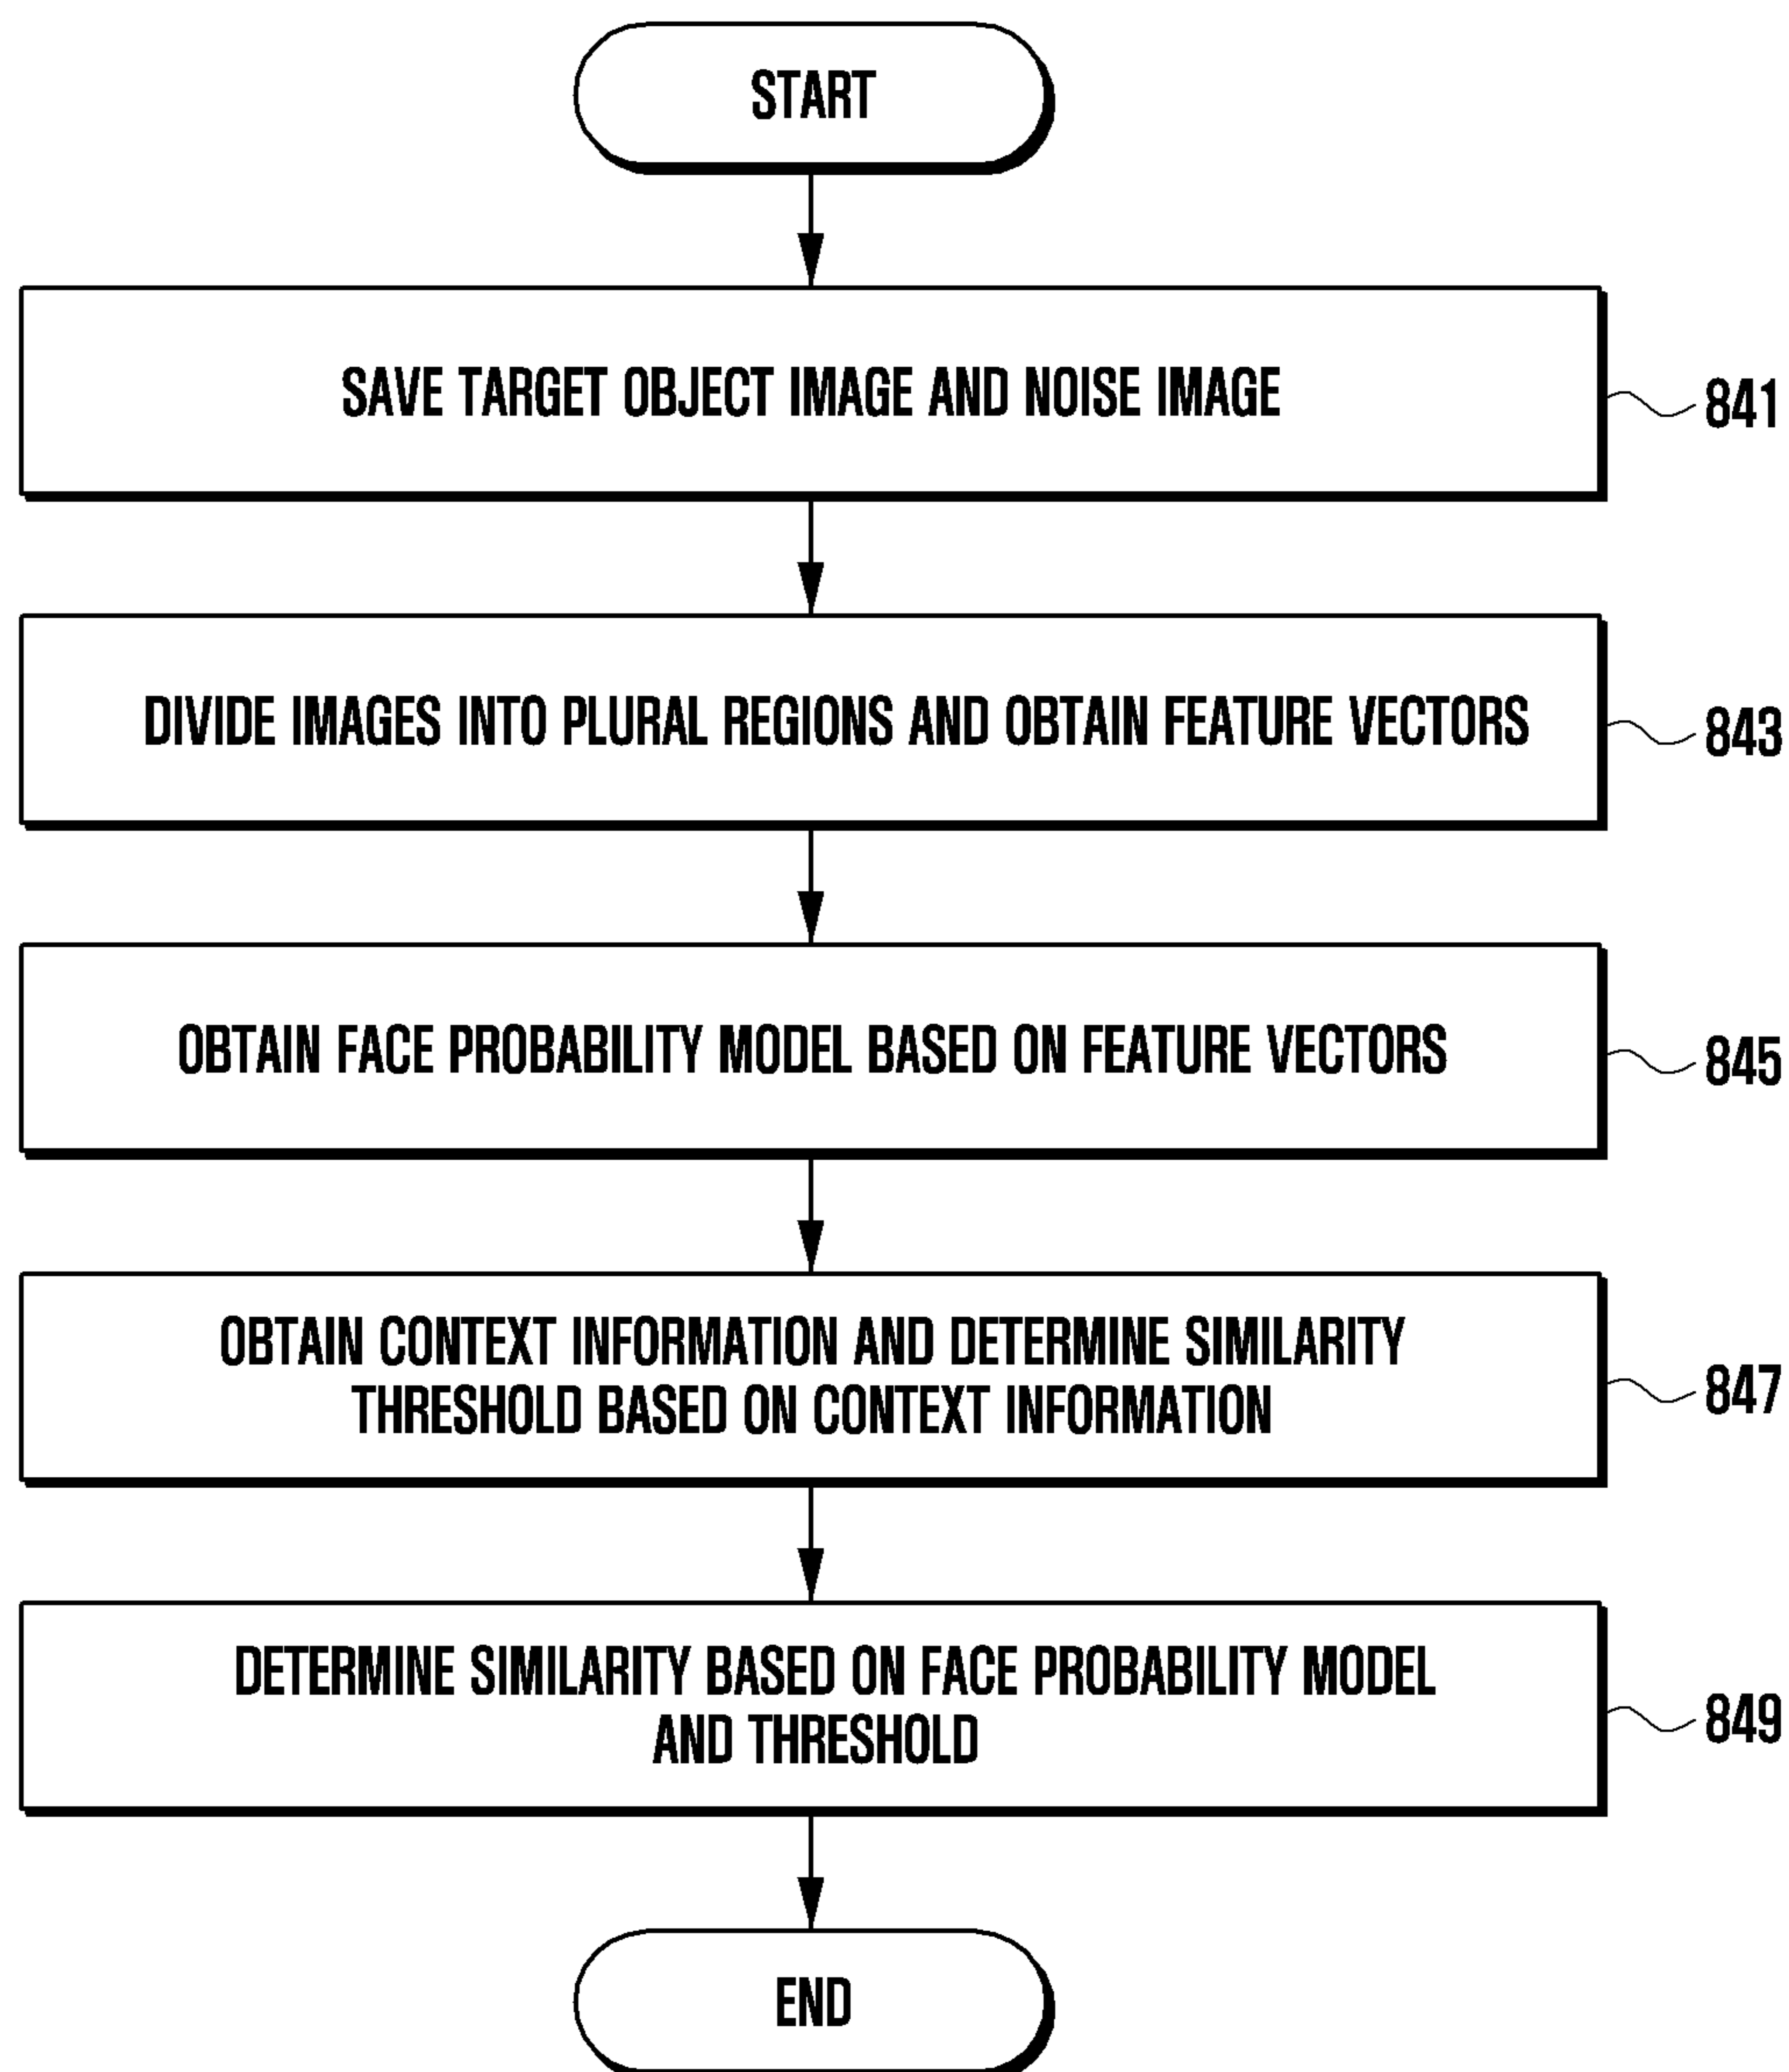 START
SAVE TARGET OBJECT IMAGE AND NOISE IMAGE
841
DIVIDE IMAGES INTO PLURAL REGIONS AND OBTAIN FEATURE VECTORS
843
OBTAIN FACE PROBABILITY MODEL BASED ON FEATURE VECTORS
845
OBTAIN CONTEXT INFORMATION AND DETERMINE SIMILARITY
THRESHOLD BASED ON CONTEXT INFORMATION
847
DETERMINE SIMILARITY BASED ON FACE PROBABILITY MODEL
AND THRESHOLD
849
END